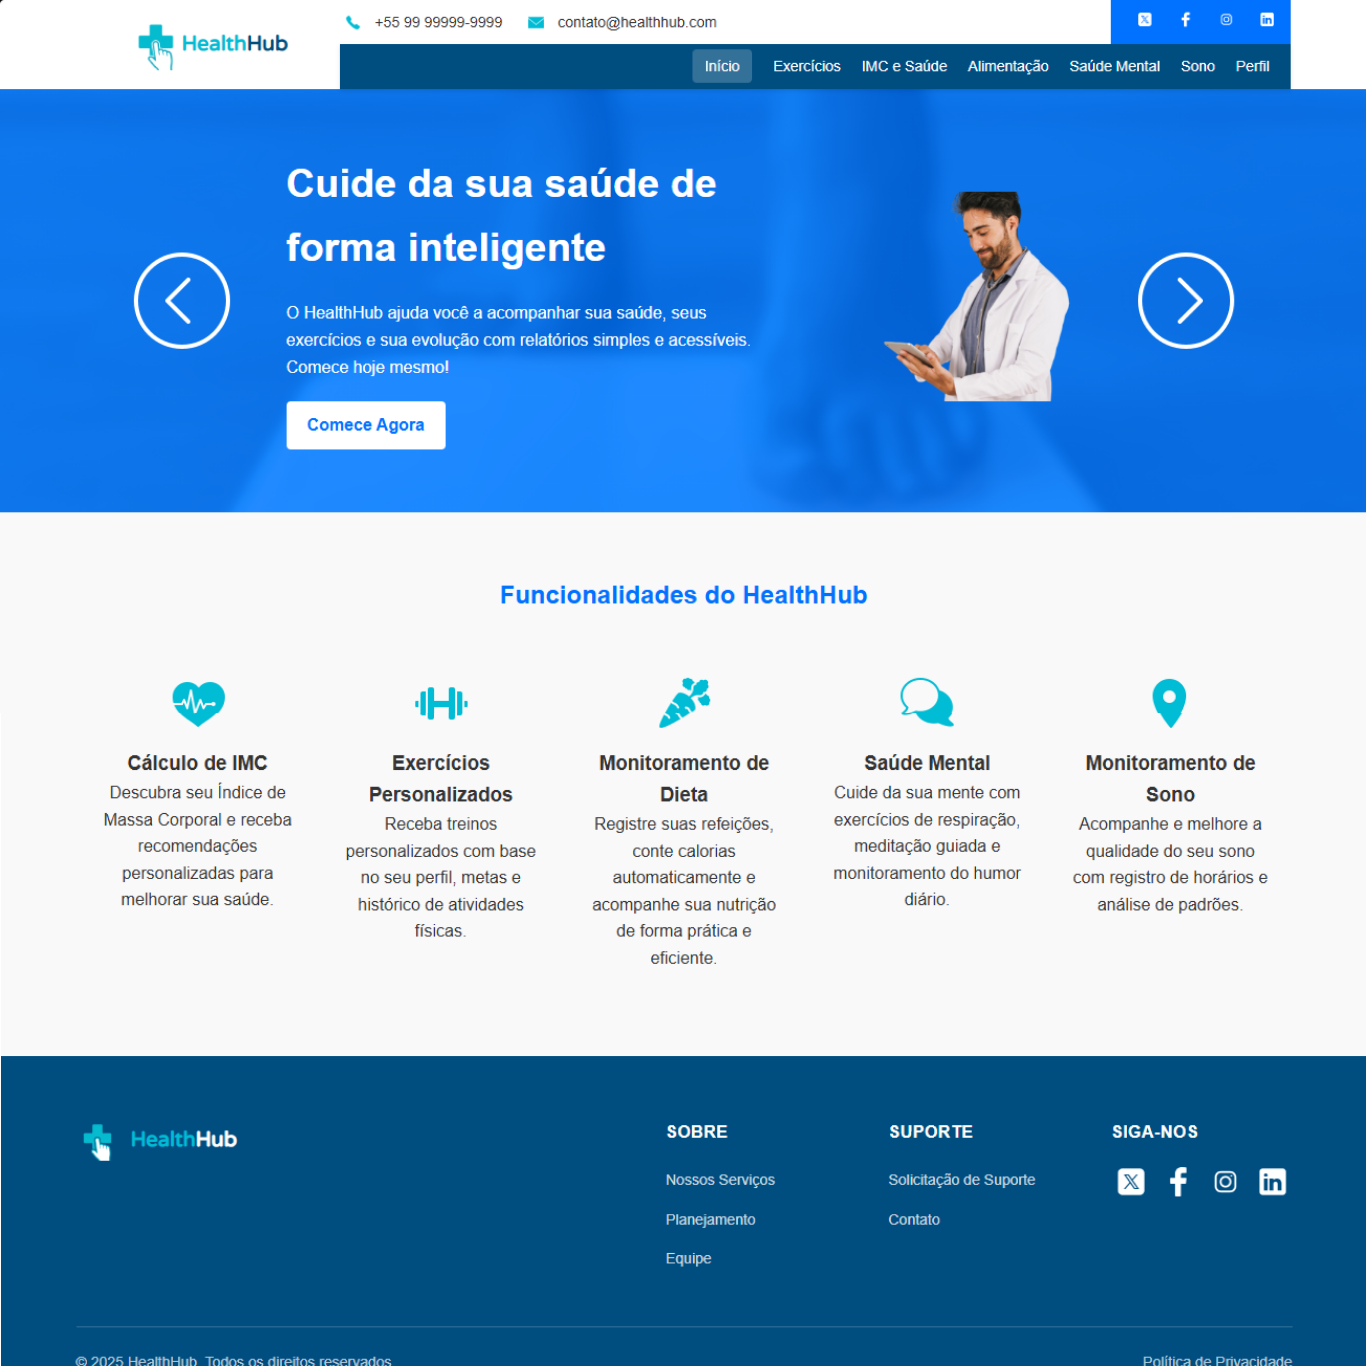 HealthHub
+55 99 99999-9999
contato@healthhub.com
Início Exercícios IMC e Saúde Alimentação Saúde Mental Sono Perfil
Cuide da sua saúde de
forma inteligente
O HealthHub ajuda você a acompanhar sua saúde, seus
exercícios e sua evolução com relatórios simples e acessíveis.
Comece hoje mesmo!
Comece Agora
Funcionalidades do HealthHub
Cálculo de IMC
Descubra seu Índice de
Massa Corporal e receba
recomendações
personalizadas para
melhorar sua saúde.
Exercícios
Personalizados
Receba treinos
personalizados com base
no seu perfil, metas e
histórico de atividades
físicas.
Monitoramento de
Dieta
Registre suas refeições,
conte calorias
automaticamente e
acompanhe sua nutrição
de forma prática e
eficiente.
Saúde Mental
Cuide da sua mente com
exercícios de respiração,
meditação guiada e
monitoramento do humor
diário.
Monitoramento de
Sono
Acompanhe e melhore a
qualidade do seu sono
com registro de horários e
análise de padrões.
HealthHub
SOBRE
Nossos Serviços
Planejamento
Equipe
SUPORTE
Solicitação de Suporte
Contato
SIGA-NOS
© 2025 HealthHub. Todos os direitos reservados
Política de Privacidade